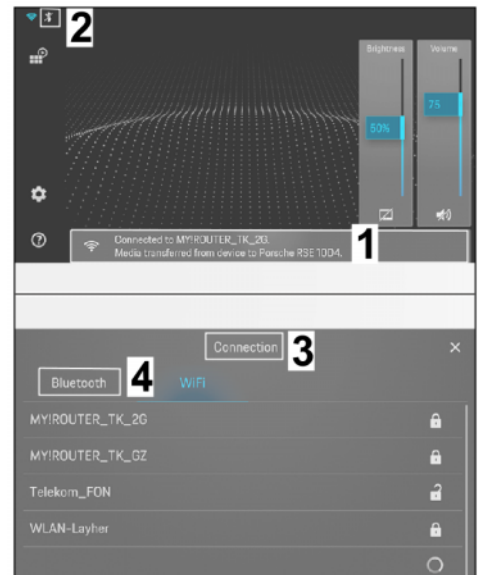 2
Brightness Volume
75
50%
Connected to MY!ROUTER_TK_2G.
Media transferred from device to Porsche RSE 1004.
1
Connection 3
Bluetooth 4 WiFi
MY!ROUTER_TK_2G
MY!ROUTER_TK_GZ
Telekom_FON
WLAN-Layher